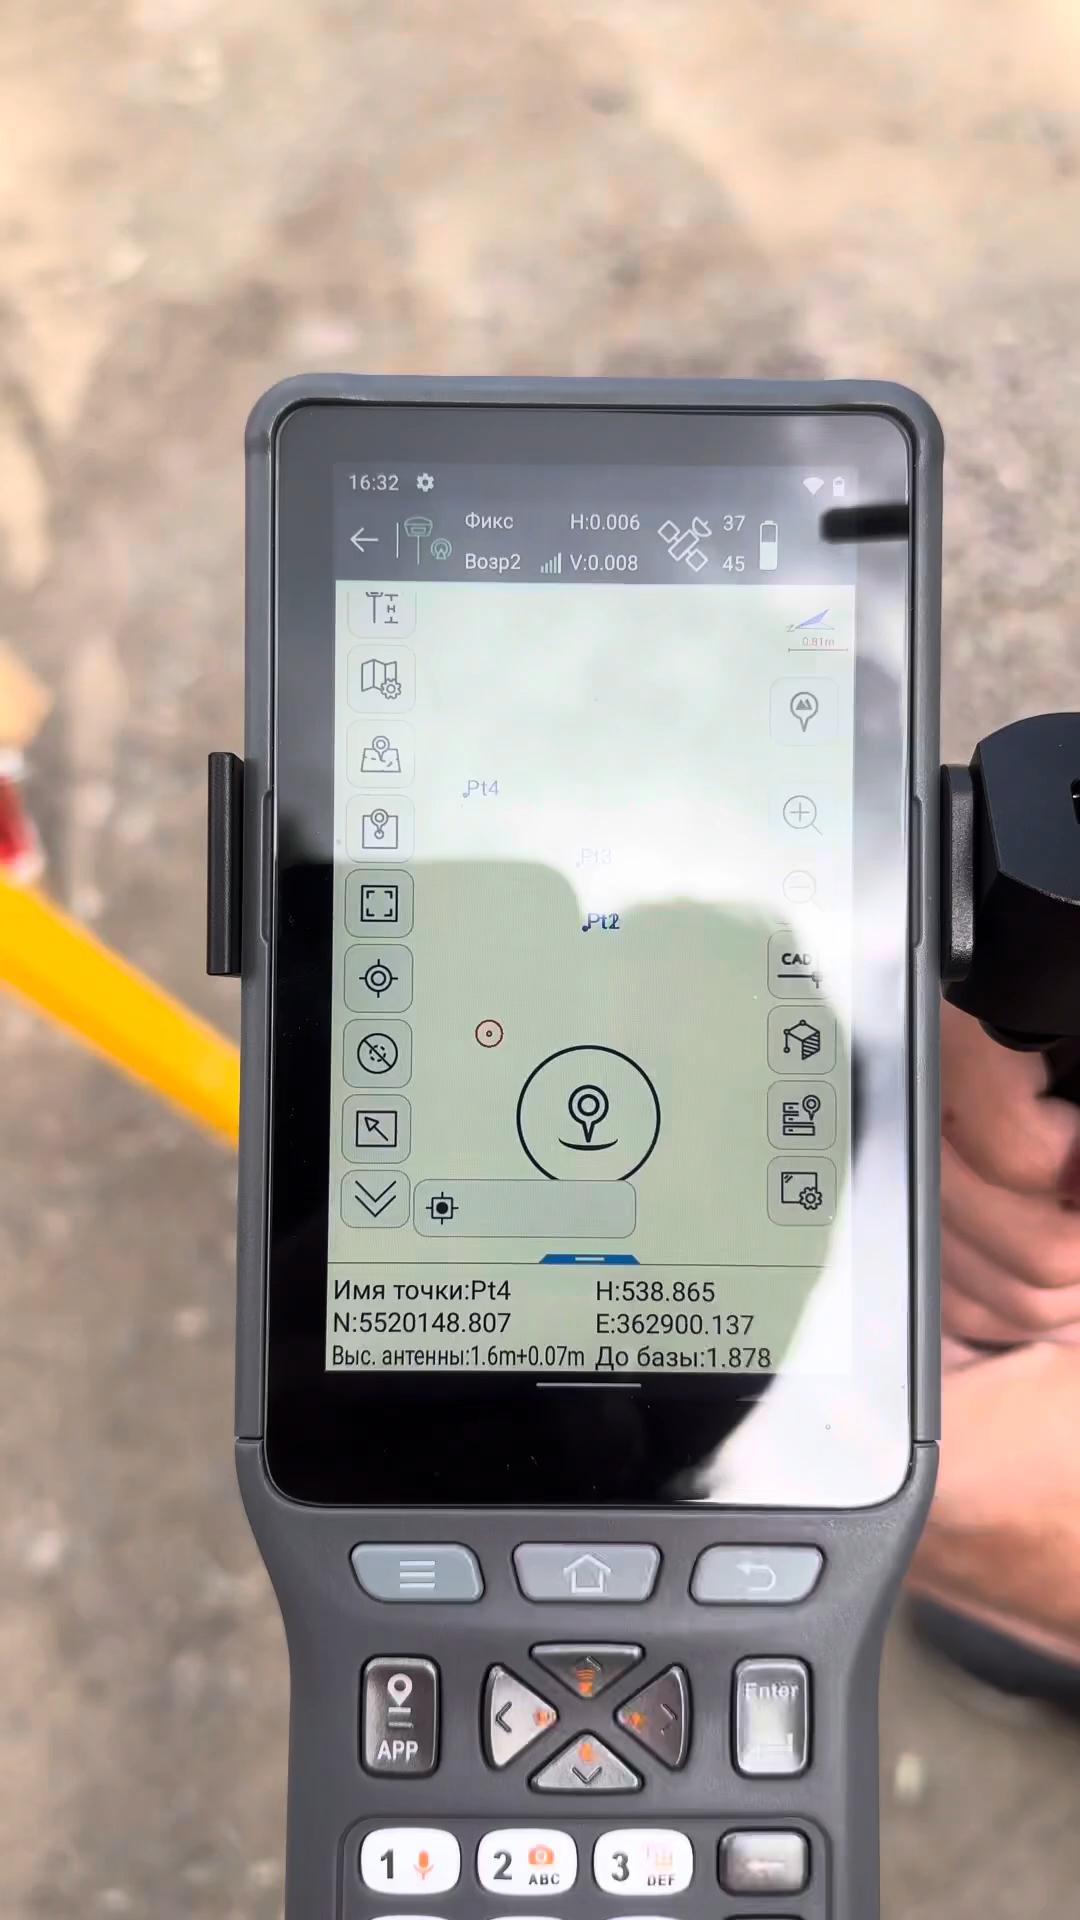 16:32
Фикс H:0.006 37
Возр2 V:0.008 45
0.81m
Pt4
Pt3
CAD
Имя точки:Pt4 H:538.865
N:5520148.807 E:362900.137
Выс. антенны:1.6m+0.07m До базы:1.878
Enter
APP
1 2 ABC 3 DEF